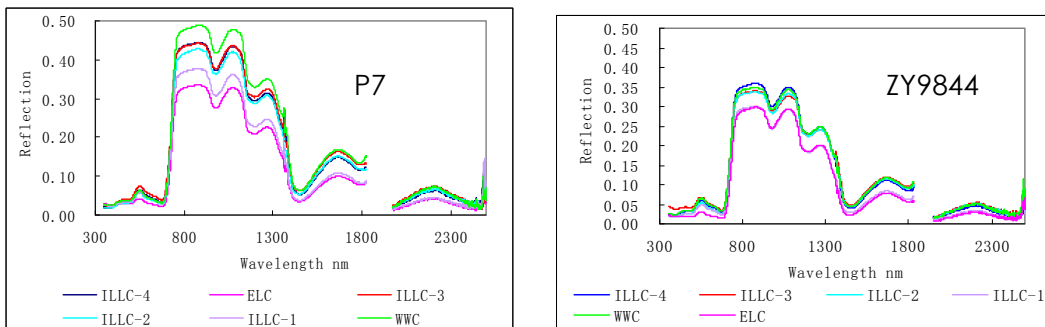 P7
0.50
0.40
0.30
0.20
0.10
0.00
Reflection
300 800 1300 1800 2300
Wavelength nm
ILLC-4 ELC ILLC-3
ILLC-2 ILLC-1 WWC
ZY9844
0.50
0.45
0.40
0.35
0.30
0.25
0.20
0.15
0.10
0.05
0.00
Reflection
300 800 1300 1800 2300
Wavelength nm
ILLC-4 ILLC-3 ILLC-2 ILLC-1
WWC ELC